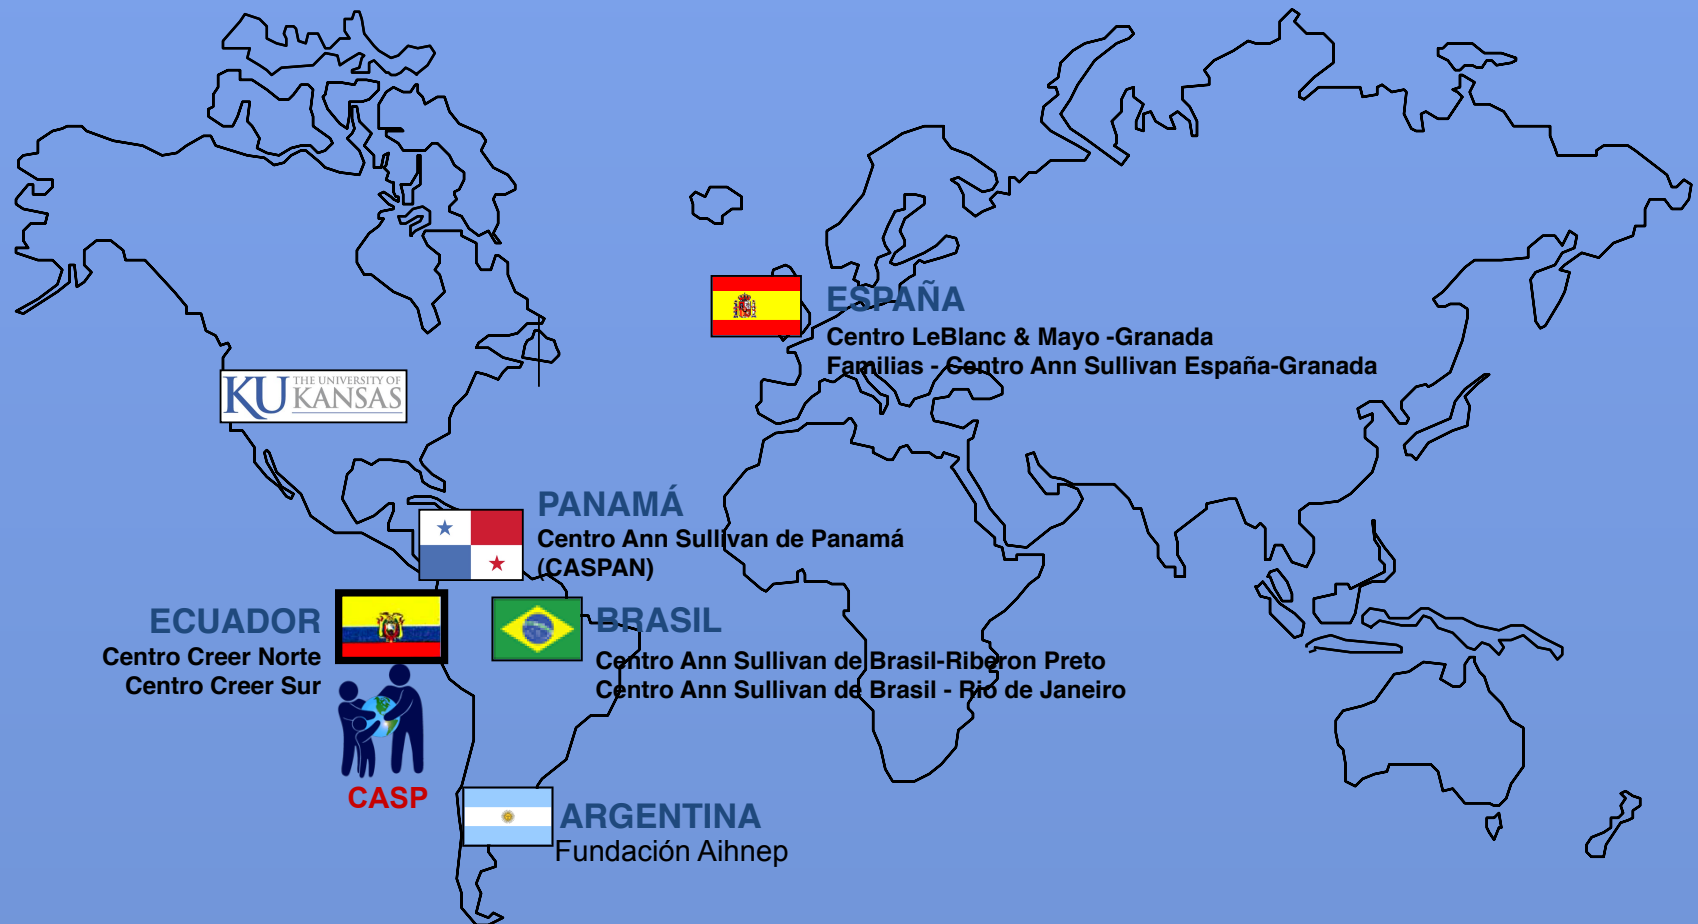 ESPAÑA
Centro LeBlanc & Mayo -Granada
Familias - Centro Ann Sullivan España-Granada
KU THE UNIVERSITY OF
KANSAS
PANAMÁ
Centro Ann Sullivan de Panamá
(CASPAN)
ECUADOR
Centro Creer Norte
Centro Creer Sur
BRASIL
Centro Ann Sullivan de Brasil-Riberon Preto
Centro Ann Sullivan de Brasil - Rio de Janeiro
CASP
ARGENTINA
Fundación Aihnep